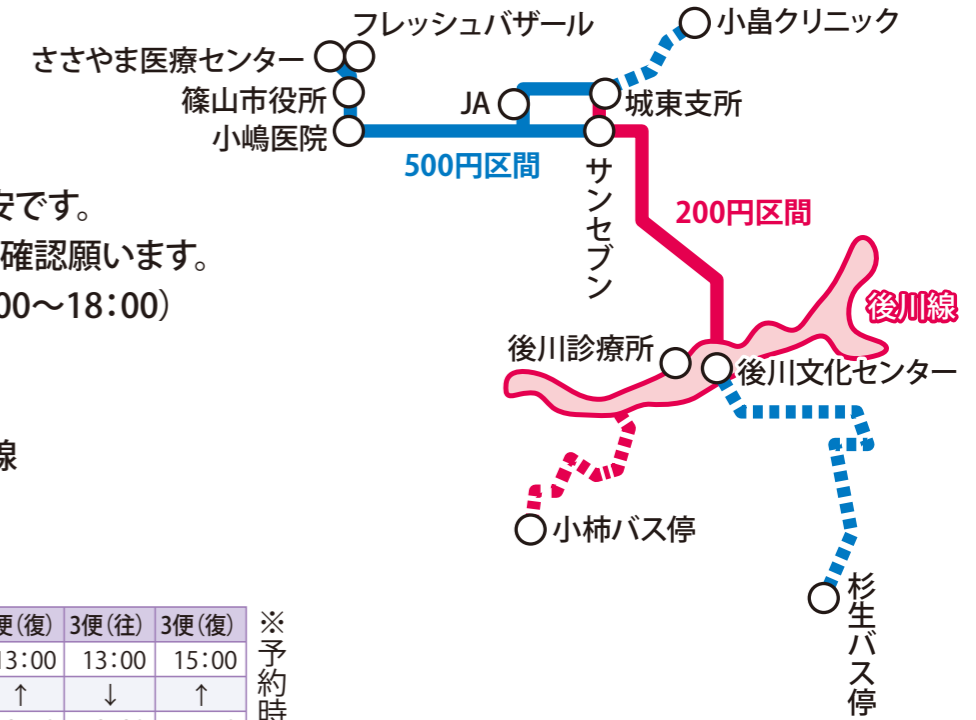 フレッシュバザール
小畠クリニック
ささやま医療センター
篠山市役所
JA
城東支所
小嶋医院
500円区間
サンセブン
200円区間
安です。
確認願います。
00～18：00）
後川線
後川診療所
後川文化センター
線
小柿バス停
杉生バス停
便（復） 3便（往） 3便（復）
13：00 13：00 15：00
↑ ↓ ↑
※予約時